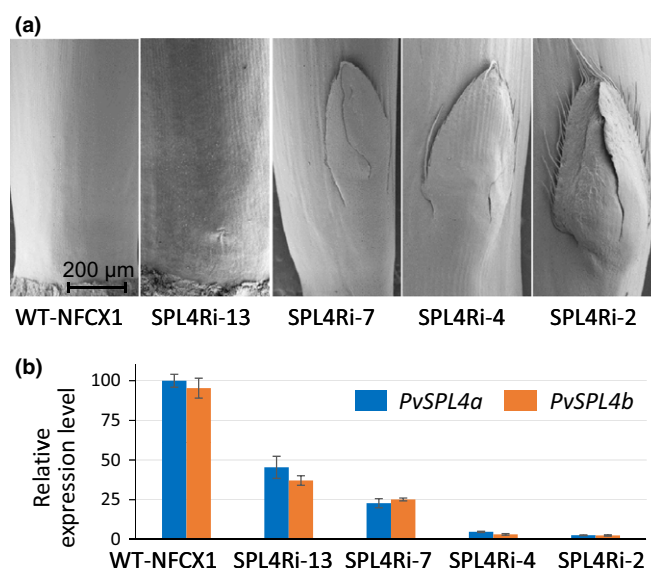 (a)
200 µm
WT-NFCX1 SPL4Ri-13 SPL4Ri-7 SPL4Ri-4 SPL4Ri-2
(b)
Relative
expression level
100
75
50
25
0
PvSPL4a PvSPL4b
WT-NFCX1 SPL4Ri-13 SPL4Ri-7 SPL4Ri-4 SPL4Ri-2